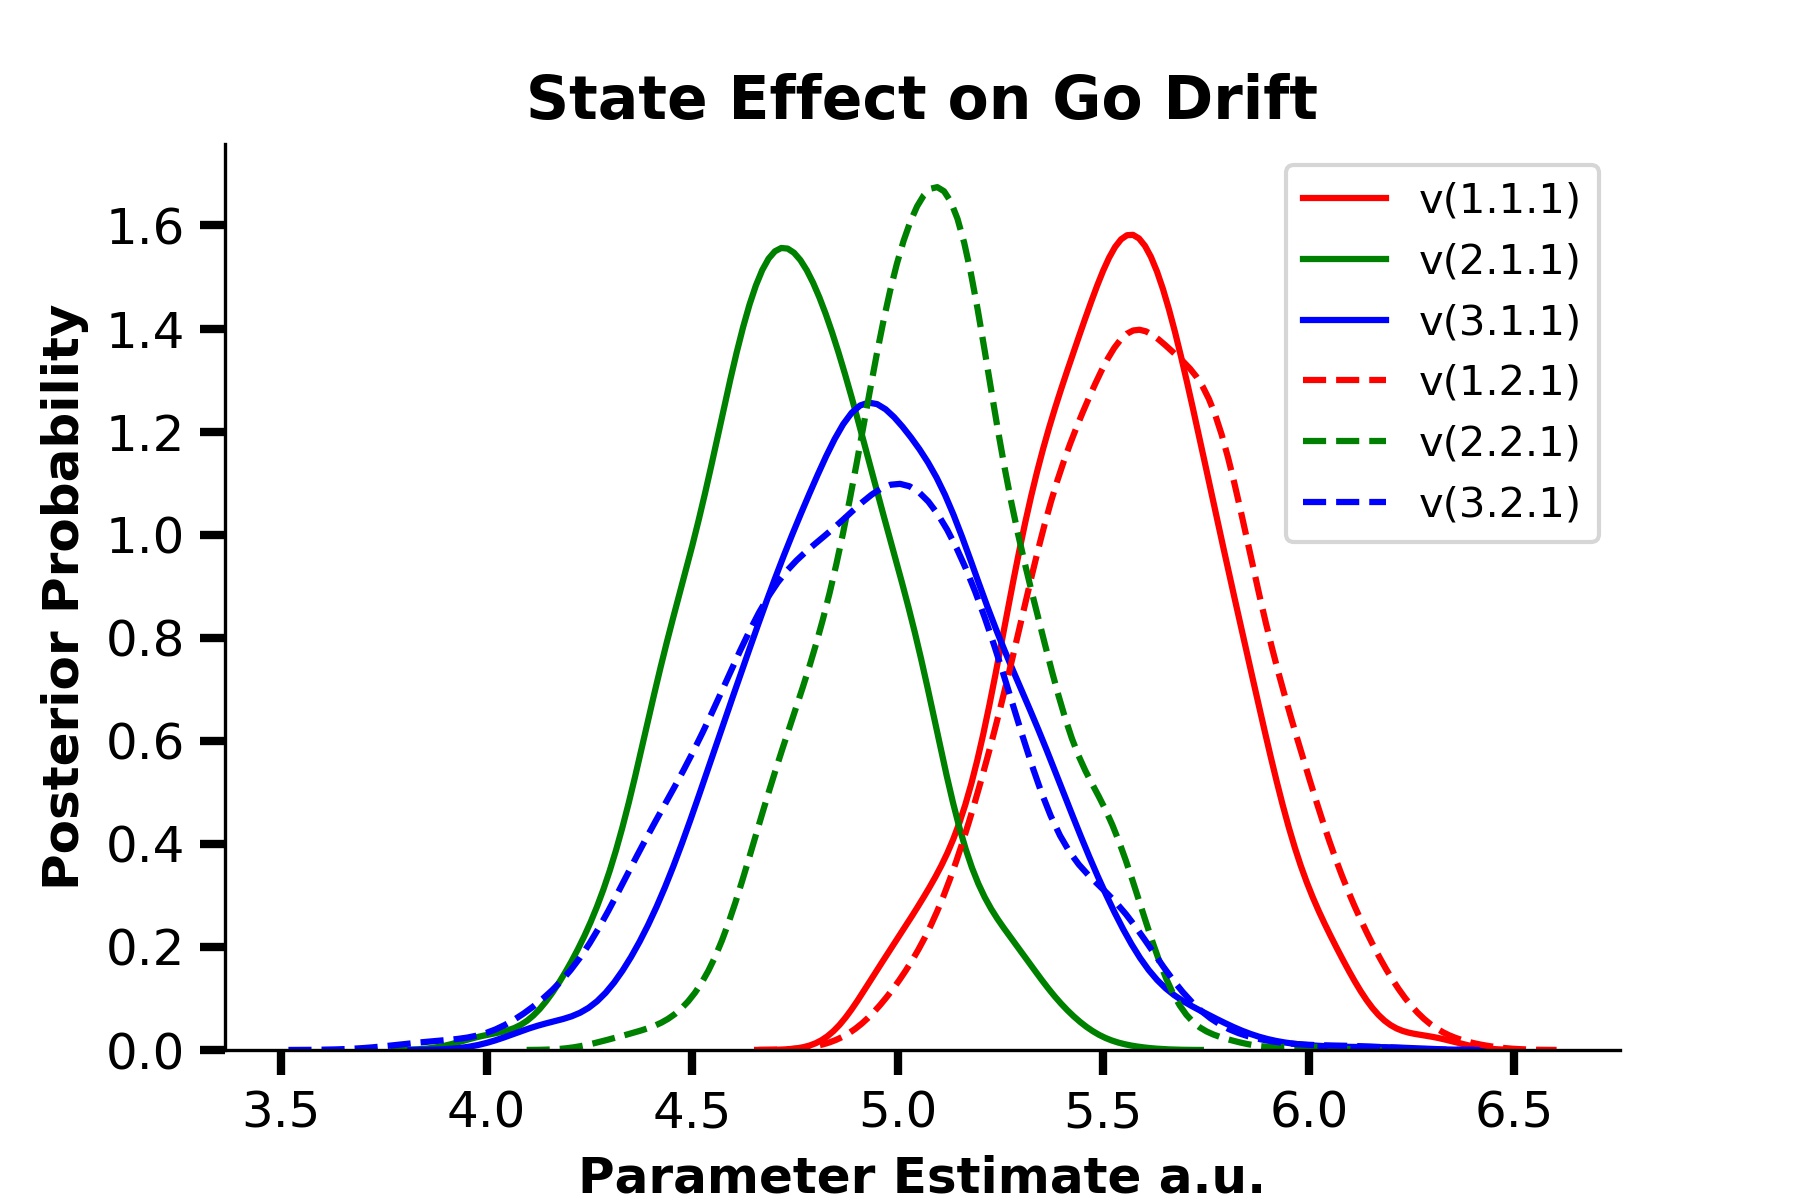 State Effect on Go Drift
Posterior Probability
1.6
1.4
1.2
1.0
0.8
0.6
0.4
0.2
0.0
v(1.1.1)
v(2.1.1)
v(3.1.1)
v(1.2.1)
v(2.2.1)
v(3.2.1)
3.5 4.0 4.5 5.0 5.5 6.0 6.5
Parameter Estimate a.u.